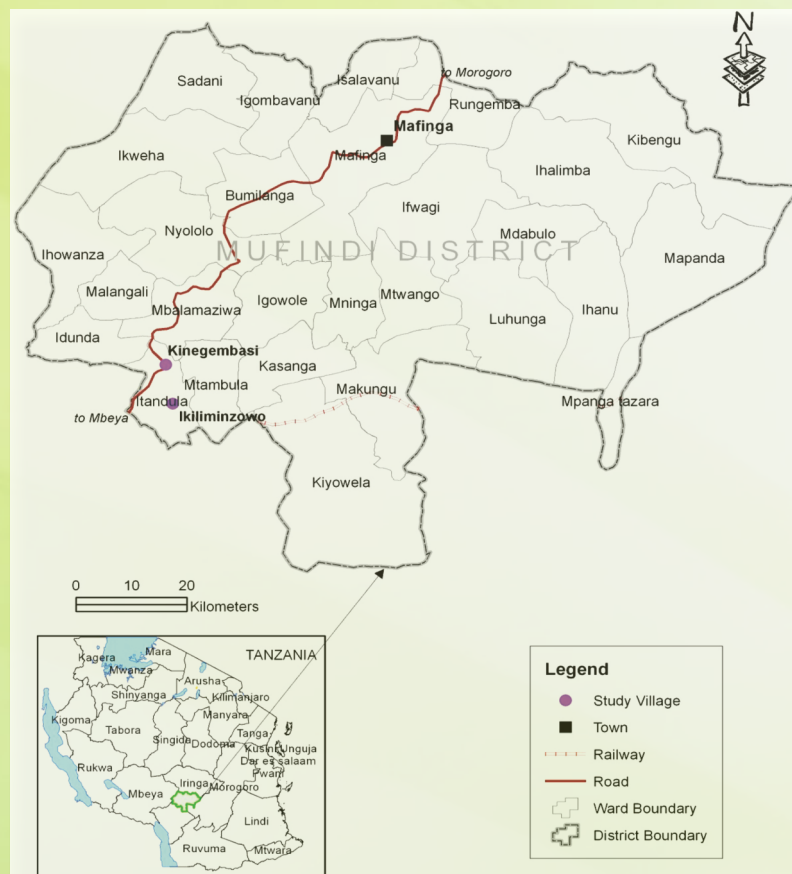 N
to Morogoro
Sadani
Isalavanu
Igombavanu
Rungemba
Mafinga
Kibengu
Ikweha
Mafinga
Ihalimba
Bumilanga
Ifwagi
Nyololo
Mdabulo
MUFINDI DISTRICT
Ihowanza
Mapanda
Malangali
Mbalamaziwa
Igowole
Mninga
Mtwango
Ihanu
Luhunga
Idunda
Kinegembasi
Kasanga
Mtambula
Makungu
Itandula
Mpanga tazara
to Mbeya
Ikiliminzowo
Kiyowela
0 10 20
Kilometers
TANZANIA
Kagera
Mara
Mwanza
Arusha
Shinyanga
Kilimanjaro
Kigoma
Manyara
Tabora
Tanga
Singida
Dodoma
Kusini Unguja
Dar es salaam
Rukwa
Pwani
Iringa
Morogoro
Mbeya
Lindi
Ruvuma
Mtwara
Legend
Study Village
Town
Railway
Road
Ward Boundary
District Boundary